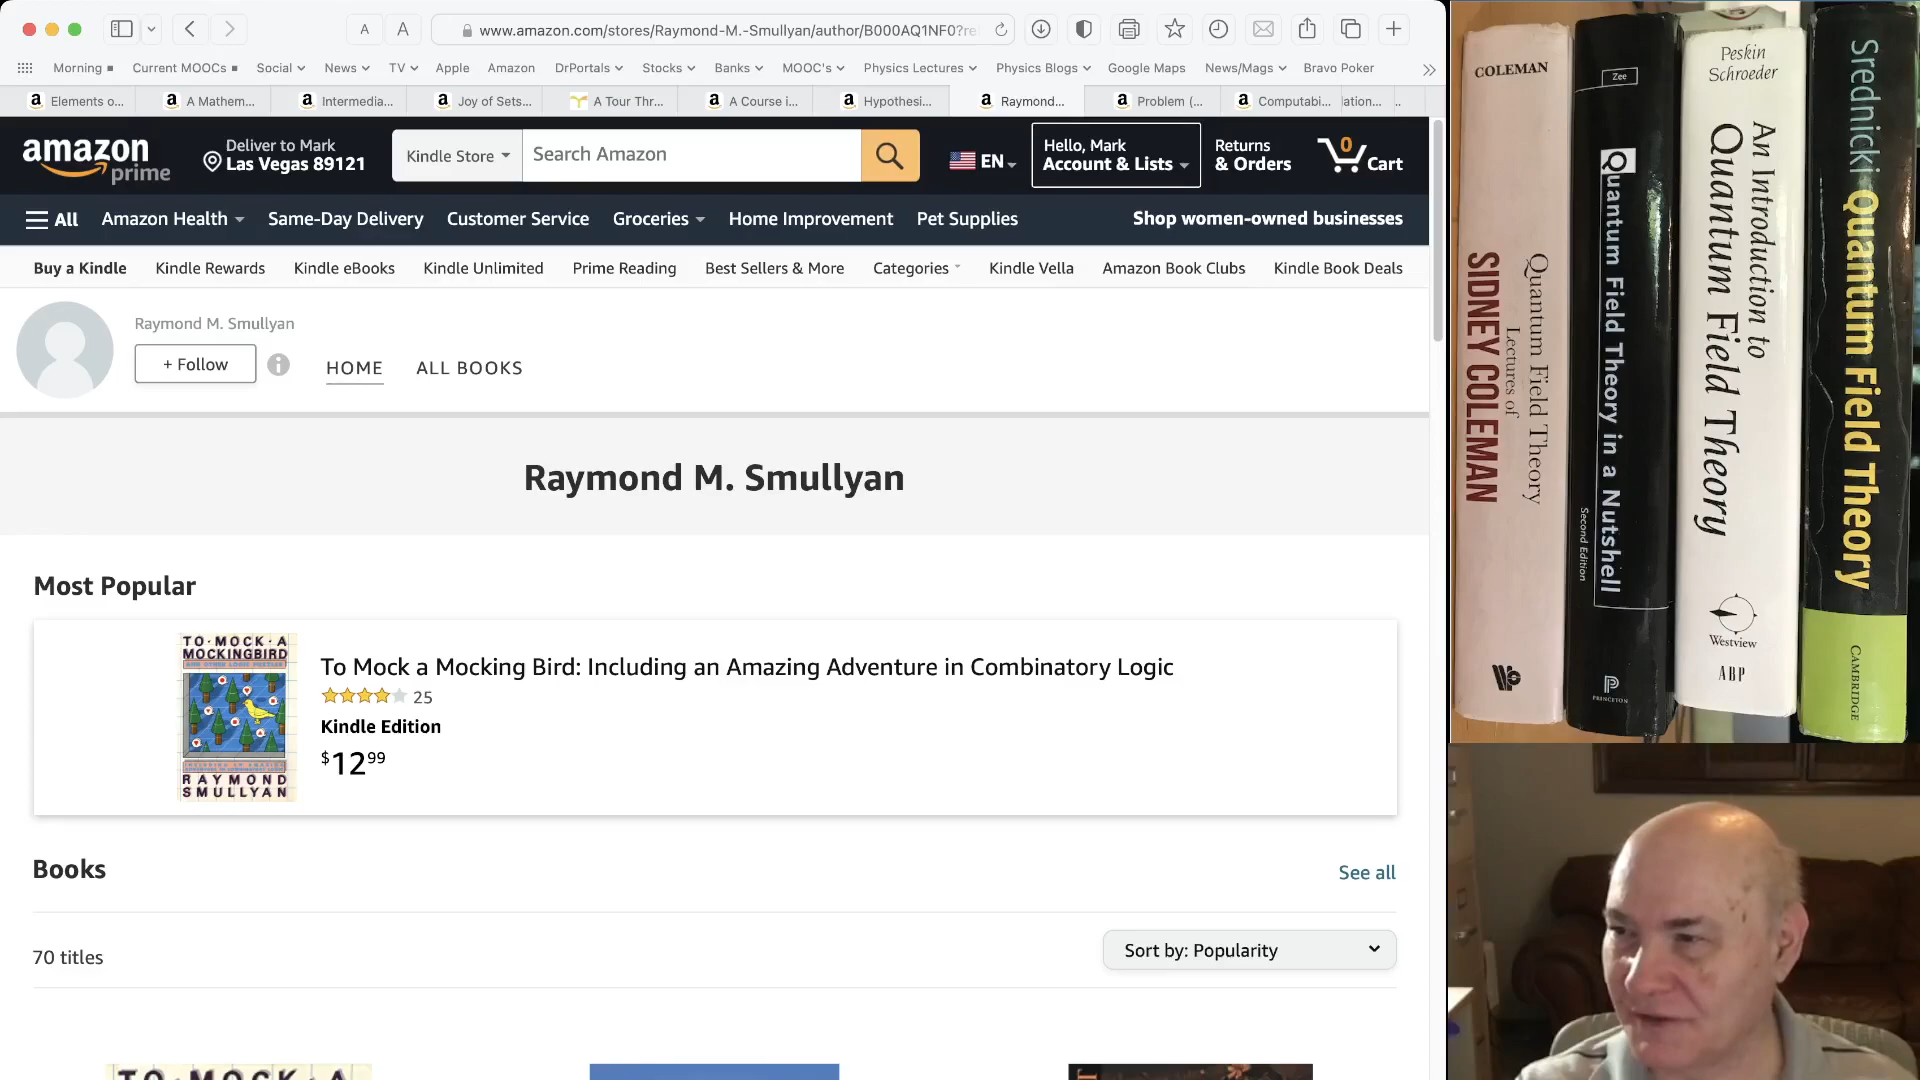 A A www.amazon.com/stores/Raymond-M.-Smullyan/author/B000AQ1NF0?re
Morning Current MOOCs Social News TV Apple Amazon DrPortals Stocks Banks MOOC's Physics Lectures Physics Blogs Google Maps News/Mags Bravo Poker
Elements o... A Mathem... Intermedia... Joy of Sets... A Tour Thr... A Course i... Hypothesi... Raymond... Problem (... Computabi... lation... ...
amazon prime
Deliver to Mark
Las Vegas 89121
Kindle Store
Search Amazon
EN
Hello, Mark
Account & Lists
Returns
& Orders
0
Cart
All Amazon Health Same-Day Delivery Customer Service Groceries Home Improvement Pet Supplies Shop women-owned businesses
Buy a Kindle Kindle Rewards Kindle eBooks Kindle Unlimited Prime Reading Best Sellers & More Categories Kindle Vella Amazon Book Clubs Kindle Book Deals
Raymond M. Smullyan
+ Follow
HOME ALL BOOKS
Raymond M. Smullyan
Most Popular
TO·MOCK·A
MOCKINGBIRD
RAYMOND
SMULLYAN
To Mock a Mocking Bird: Including an Amazing Adventure in Combinatory Logic
25
Kindle Edition
$12 99
Books
See all
70 titles
Sort by: Popularity
TO·MOCK·A
COLEMAN
Quantum Field Theory
Lectures of
SIDNEY COLEMAN
Zee
Quantum Field Theory in a Nutshell
Second Edition
PRINCETON
Peskin
Schroeder
An Introduction to
Quantum Field Theory
Westview
ABP
Srednicki Quantum Field Theory
CAMBRIDGE